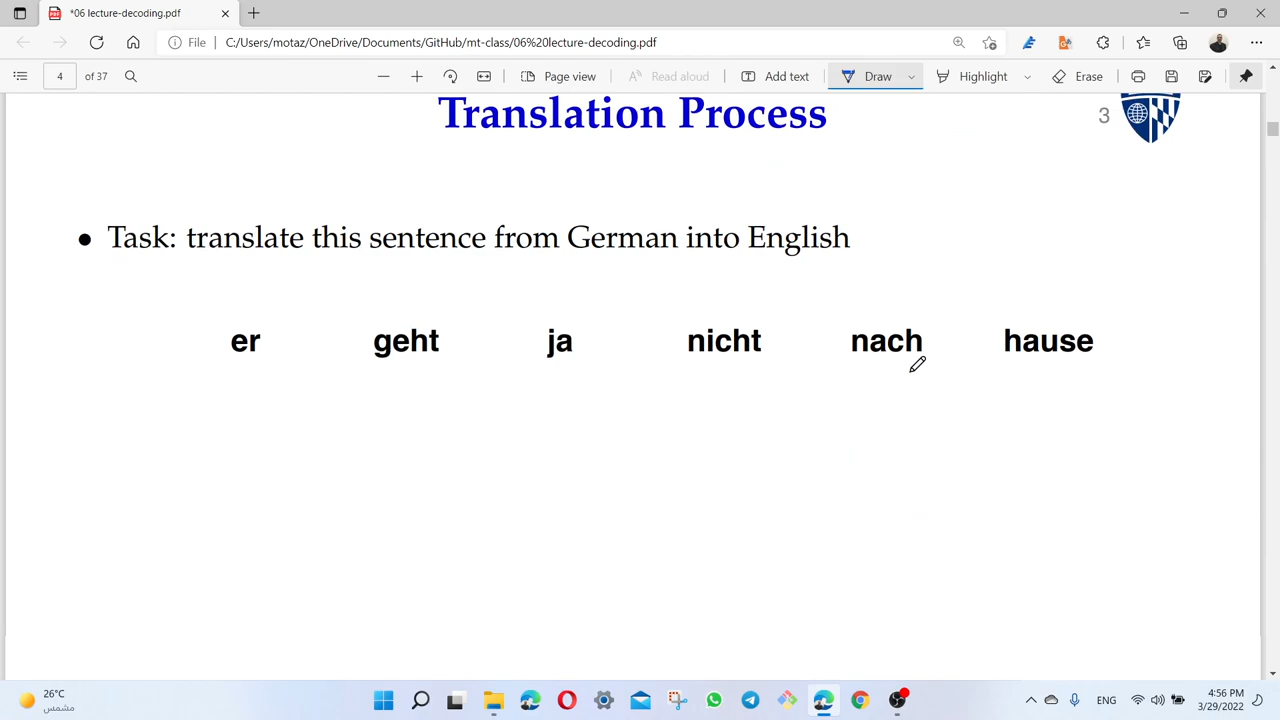 *06 lecture-decoding.pdf
File C:/Users/motaz/OneDrive/Documents/GitHub/mt-class/06%20lecture-decoding.pdf
4 of 37 Page view Read aloud Add text Draw Highlight Erase
Translation Process 3
• Task: translate this sentence from German into English
er geht ja nicht nach hause
26°C
مشمس
ENG
4:56 PM
3/29/2022